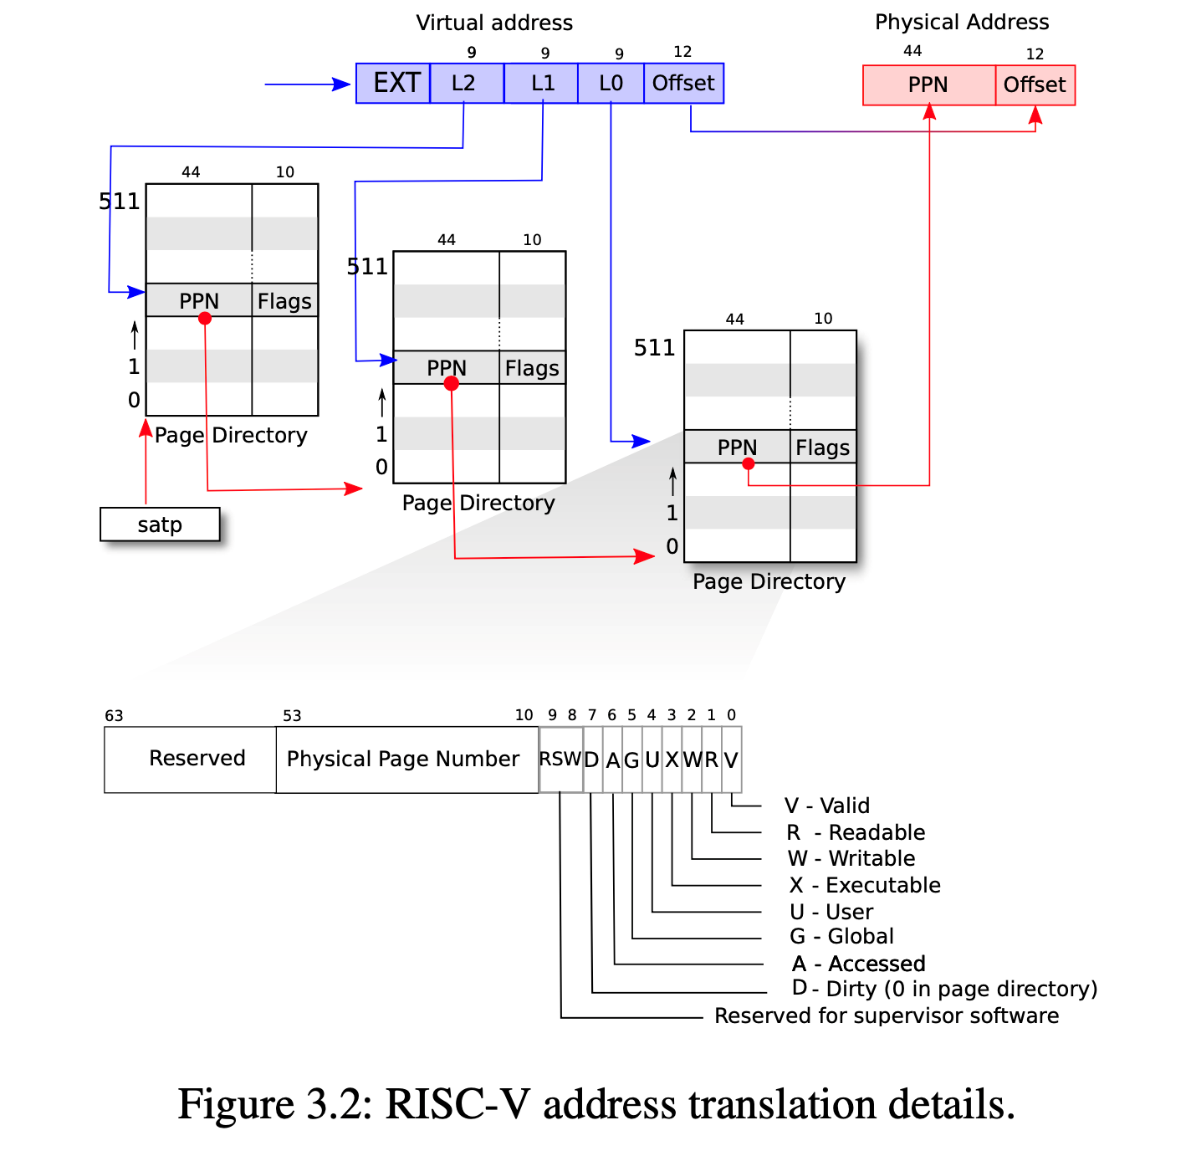 Virtual address
Physical Address
9 9 9 12
EXT L2 L1 L0 Offset
44 12
PPN Offset
44 10
511
PPN Flags
1
0
Page Directory
satp
44 10
511
PPN Flags
1
0
Page Directory
44 10
511
PPN Flags
1
0
Page Directory
63 53 10 9 8 7 6 5 4 3 2 1 0
Reserved Physical Page Number RSW D A G U X W R V
V - Valid
R - Readable
W - Writable
X - Executable
U - User
G - Global
A - Accessed
D - Dirty (0 in page directory)
Reserved for supervisor software
Figure 3.2: RISC-V address translation details.